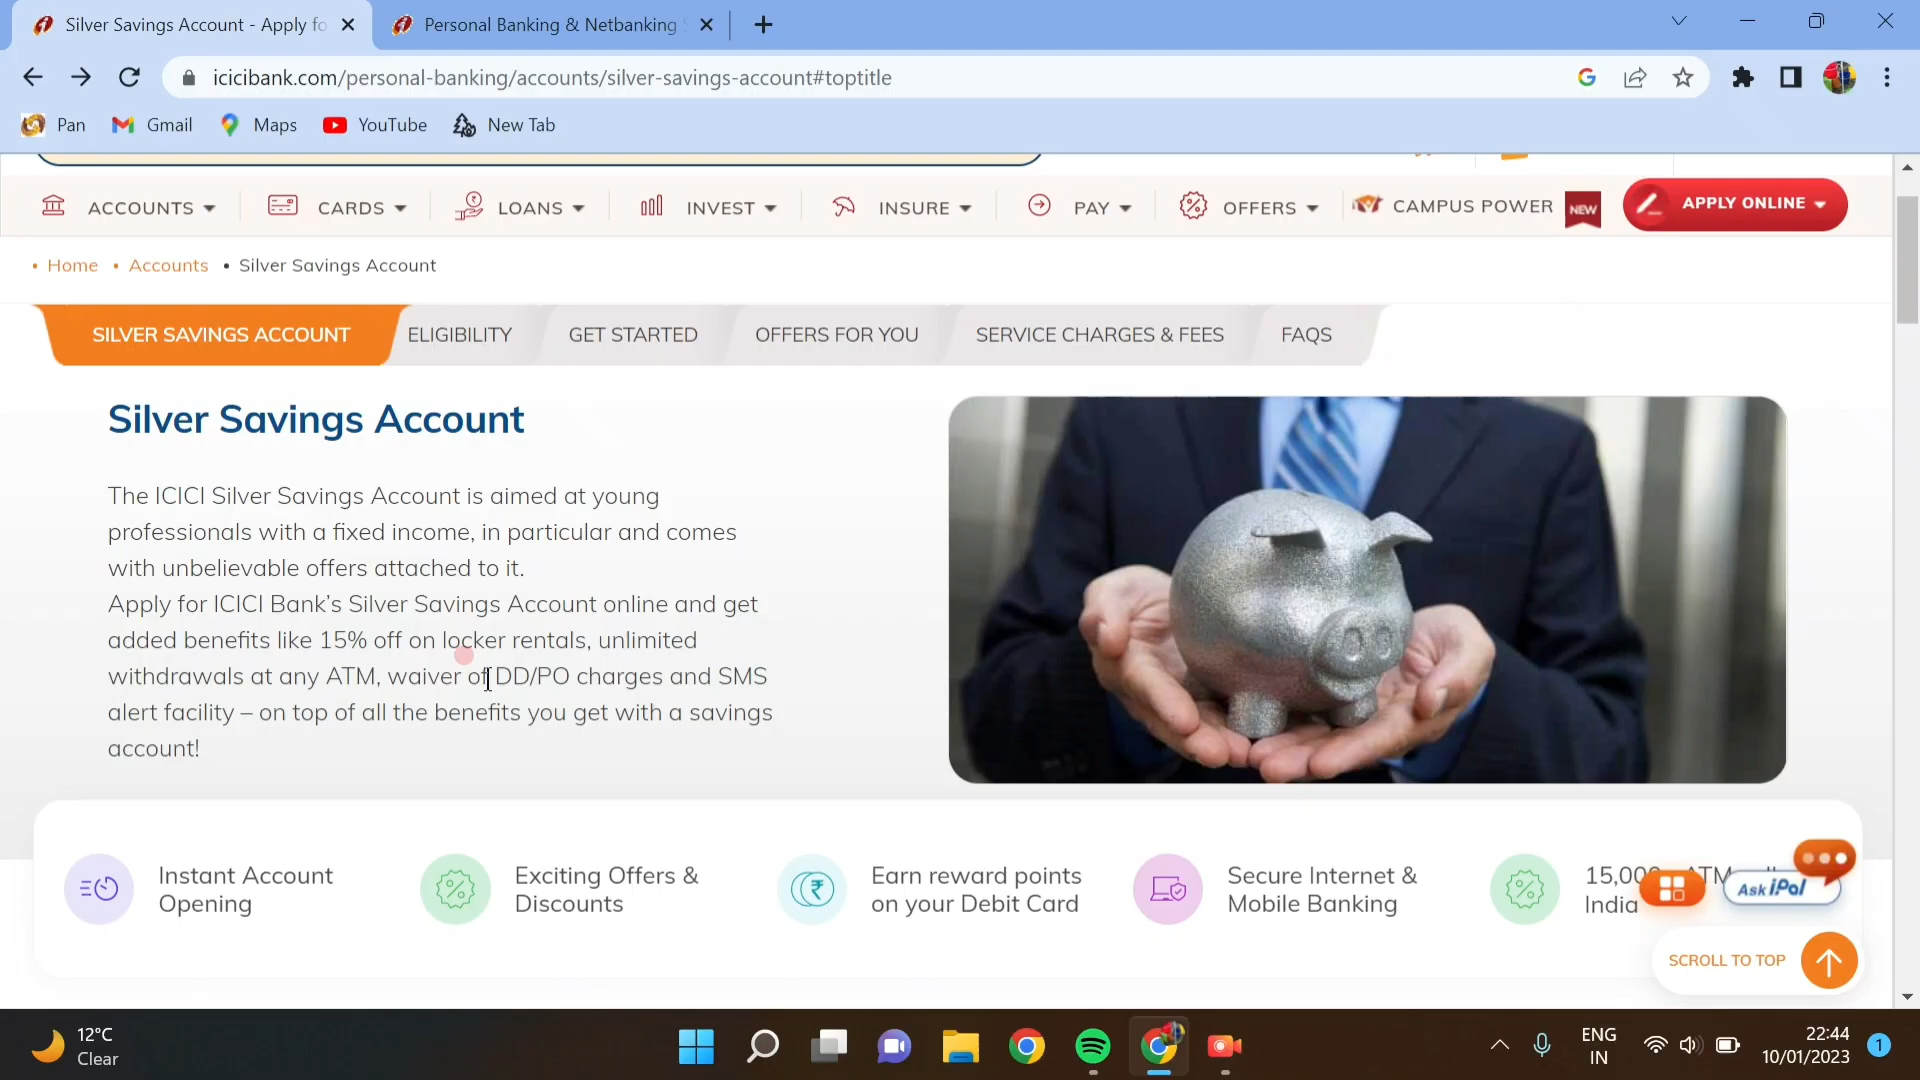 Silver Savings Account - Apply fo
Personal Banking & Netbanking
icicibank.com/personal-banking/accounts/silver-savings-account#toptitle
Pan Gmail Maps YouTube New Tab
ACCOUNTS CARDS LOANS INVEST INSURE PAY OFFERS CAMPUS POWER NEW APPLY ONLINE
• Home • Accounts • Silver Savings Account
SILVER SAVINGS ACCOUNT ELIGIBILITY GET STARTED OFFERS FOR YOU SERVICE CHARGES & FEES FAQS
Silver Savings Account
The ICICI Silver Savings Account is aimed at young
professionals with a fixed income, in particular and comes
with unbelievable offers attached to it.
Apply for ICICI Bank’s Silver Savings Account online and get
added benefits like 15% off on locker rentals, unlimited
withdrawals at any ATM, waiver of DD/PO charges and SMS
alert facility – on top of all the benefits you get with a savings
account!
Instant Account
Opening
Exciting Offers &
Discounts
Earn reward points
on your Debit Card
Secure Internet &
Mobile Banking
India
Ask iPal
SCROLL TO TOP
12°C
Clear
ENG
IN
22:44
10/01/2023
1